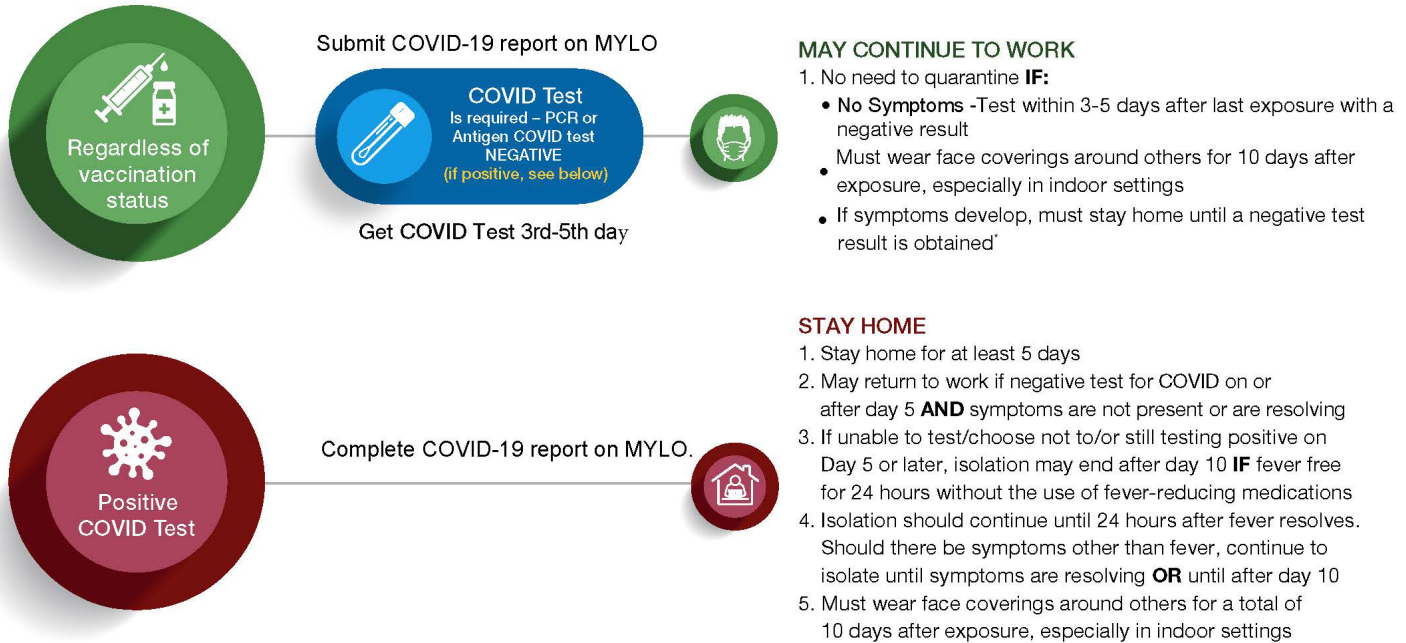 Regardless of
vaccination
status
Submit COVID-19 report on MYLO
COVID Test
Is required – PCR or
Antigen COVID test
NEGATIVE
(if positive, see below)
Get COVID Test 3rd-5th day
MAY CONTINUE TO WORK
1. No need to quarantine IF:
• No Symptoms -Test within 3-5 days after last exposure with a
negative result
• Must wear face coverings around others for 10 days after
exposure, especially in indoor settings
• If symptoms develop, must stay home until a negative test
result is obtained*
Positive
COVID Test
Complete COVID-19 report on MYLO.
STAY HOME
1. Stay home for at least 5 days
2. May return to work if negative test for COVID on or
after day 5 AND symptoms are not present or are resolving
3. If unable to test/choose not to/or still testing positive on
Day 5 or later, isolation may end after day 10 IF fever free
for 24 hours without the use of fever-reducing medications
4. Isolation should continue until 24 hours after fever resolves.
Should there be symptoms other than fever, continue to
isolate until symptoms are resolving OR until after day 10
5. Must wear face coverings around others for a total of
10 days after exposure, especially in indoor settings